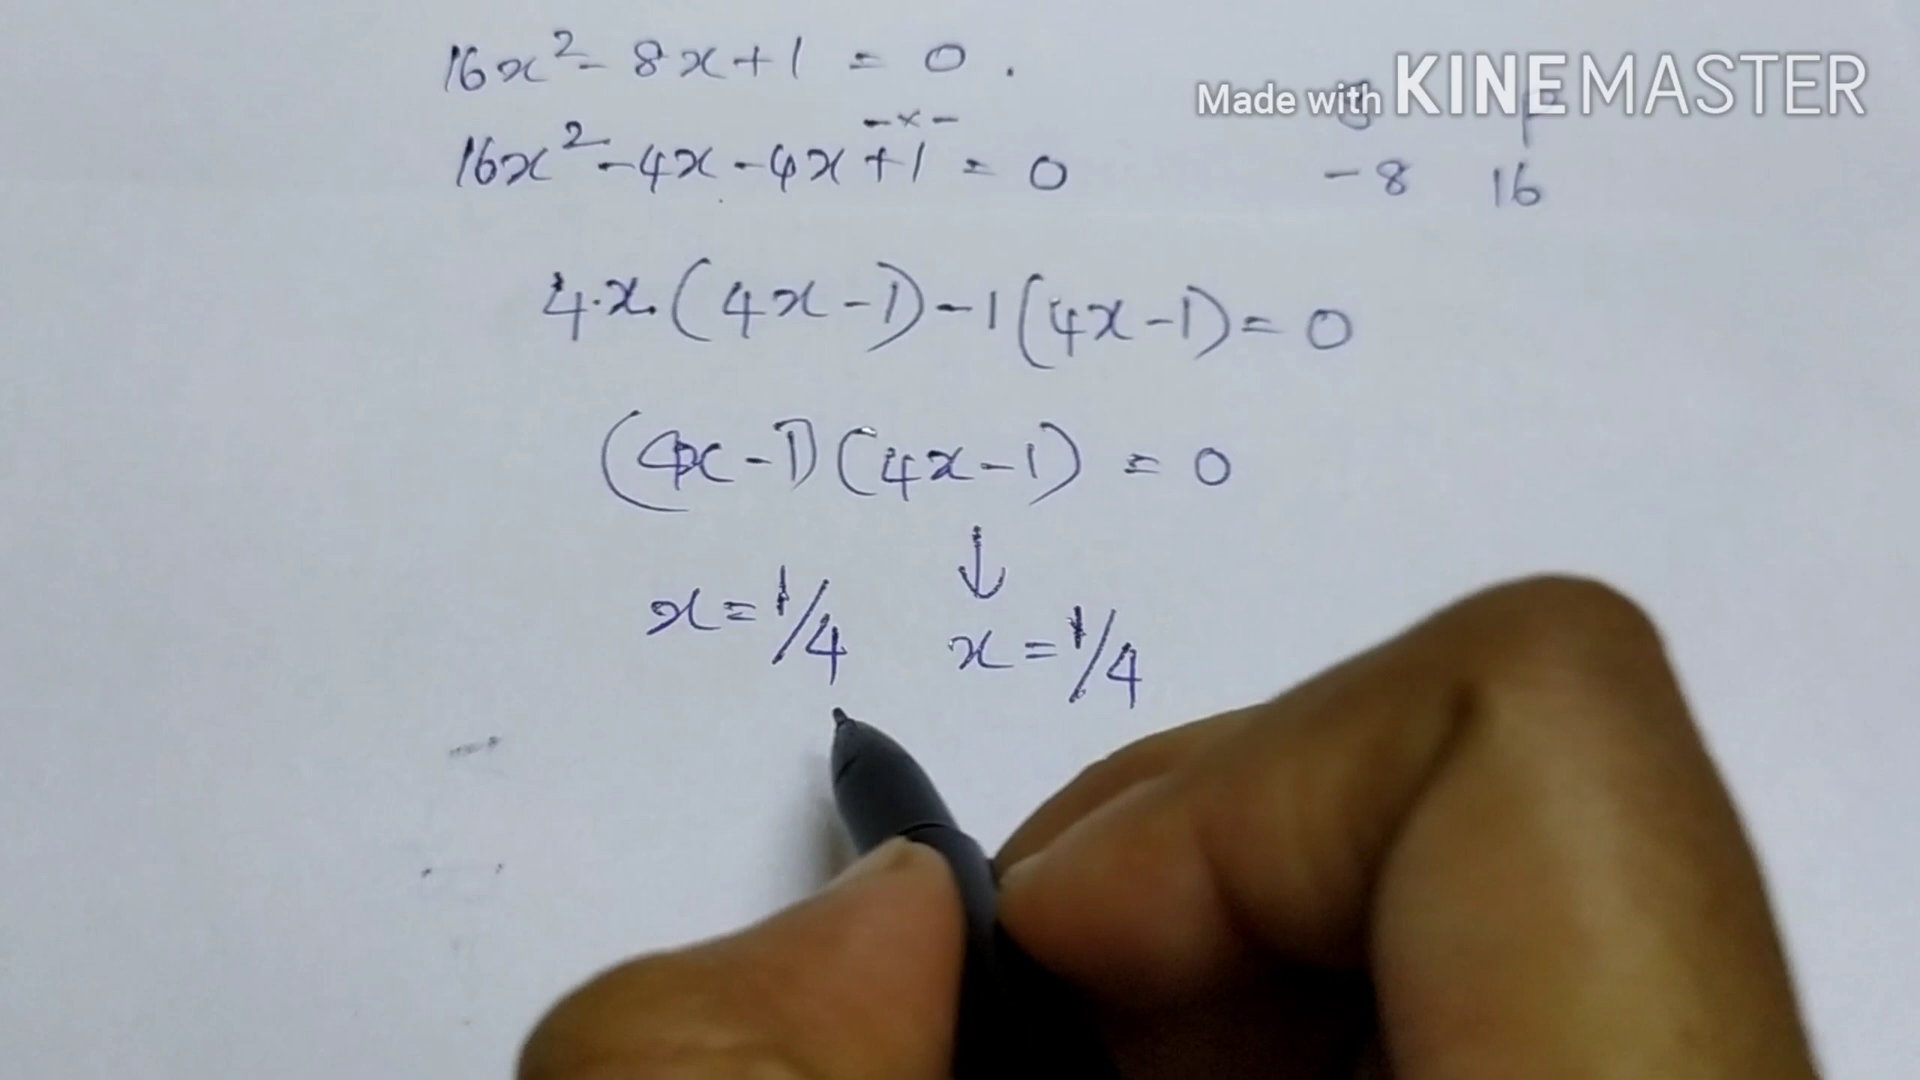 16x² - 8x + 1 = 0.
Made with KINEMASTER
S P
- × -
16x² - 4x - 4x + 1 = 0
-8 16
4.x.(4x - 1) - 1(4x - 1) = 0
(4x - 1)(4x - 1) = 0
↓
x = 1/4 x = 1/4